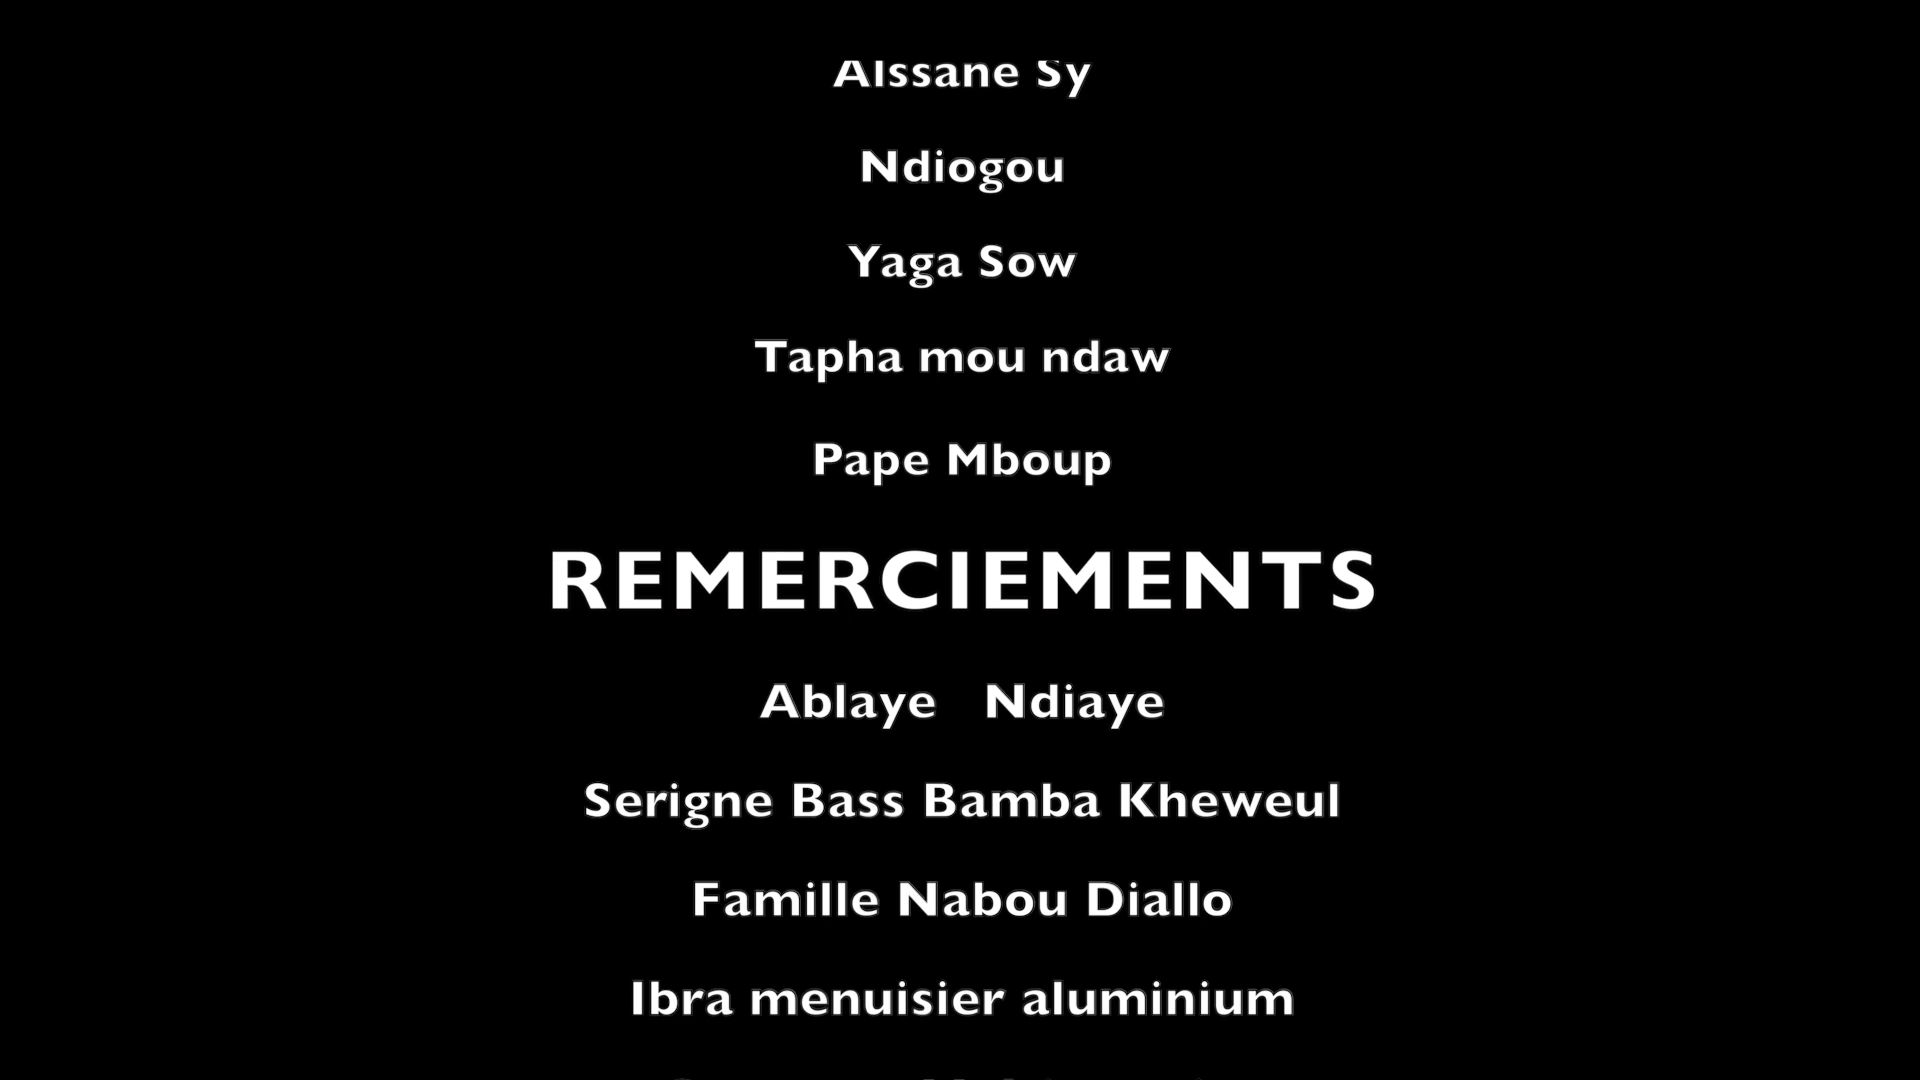 Alssane Sy
Ndiogou
Yaga Sow
Tapha mou ndaw
Pape Mboup
REMERCIEMENTS
Ablaye Ndiaye
Serigne Bass Bamba Kheweul
Famille Nabou Diallo
Ibra menuisier aluminium